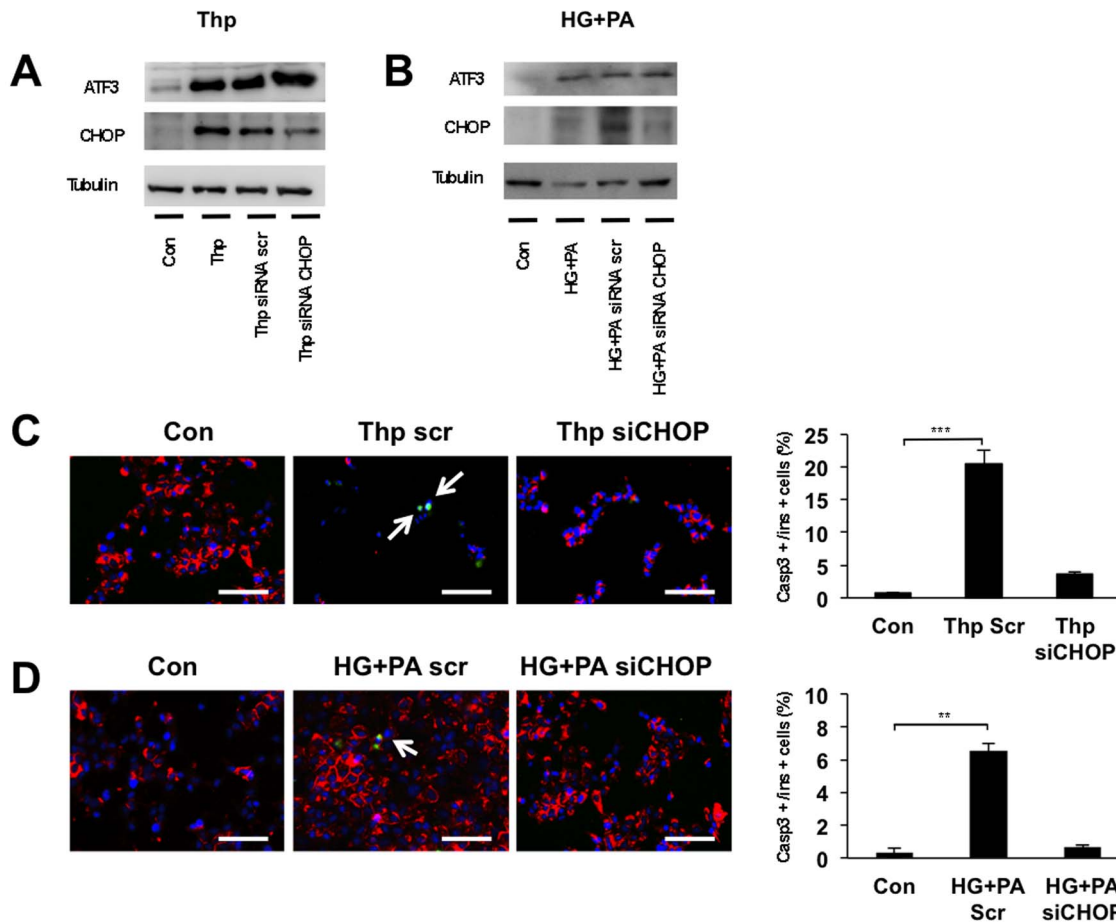 Thp
HG+PA
A
ATF3
CHOP
Tubulin
Con
Thp
Thp siRNA scr
Thp siRNA CHOP
B
ATF3
CHOP
Tubulin
Con
HG+PA
HG+PA siRNA scr
HG+PA siRNA CHOP
C
Con
Thp scr
Thp siCHOP
Casp3 + /ins + cells (%)
25
20
15
10
5
0
***
Con
Thp Scr
Thp
siCHOP
D
Con
HG+PA scr
HG+PA siCHOP
Casp3 + /ins + cells (%)
10
8
6
4
2
0
**
Con
HG+PA
Scr
HG+PA
siCHOP